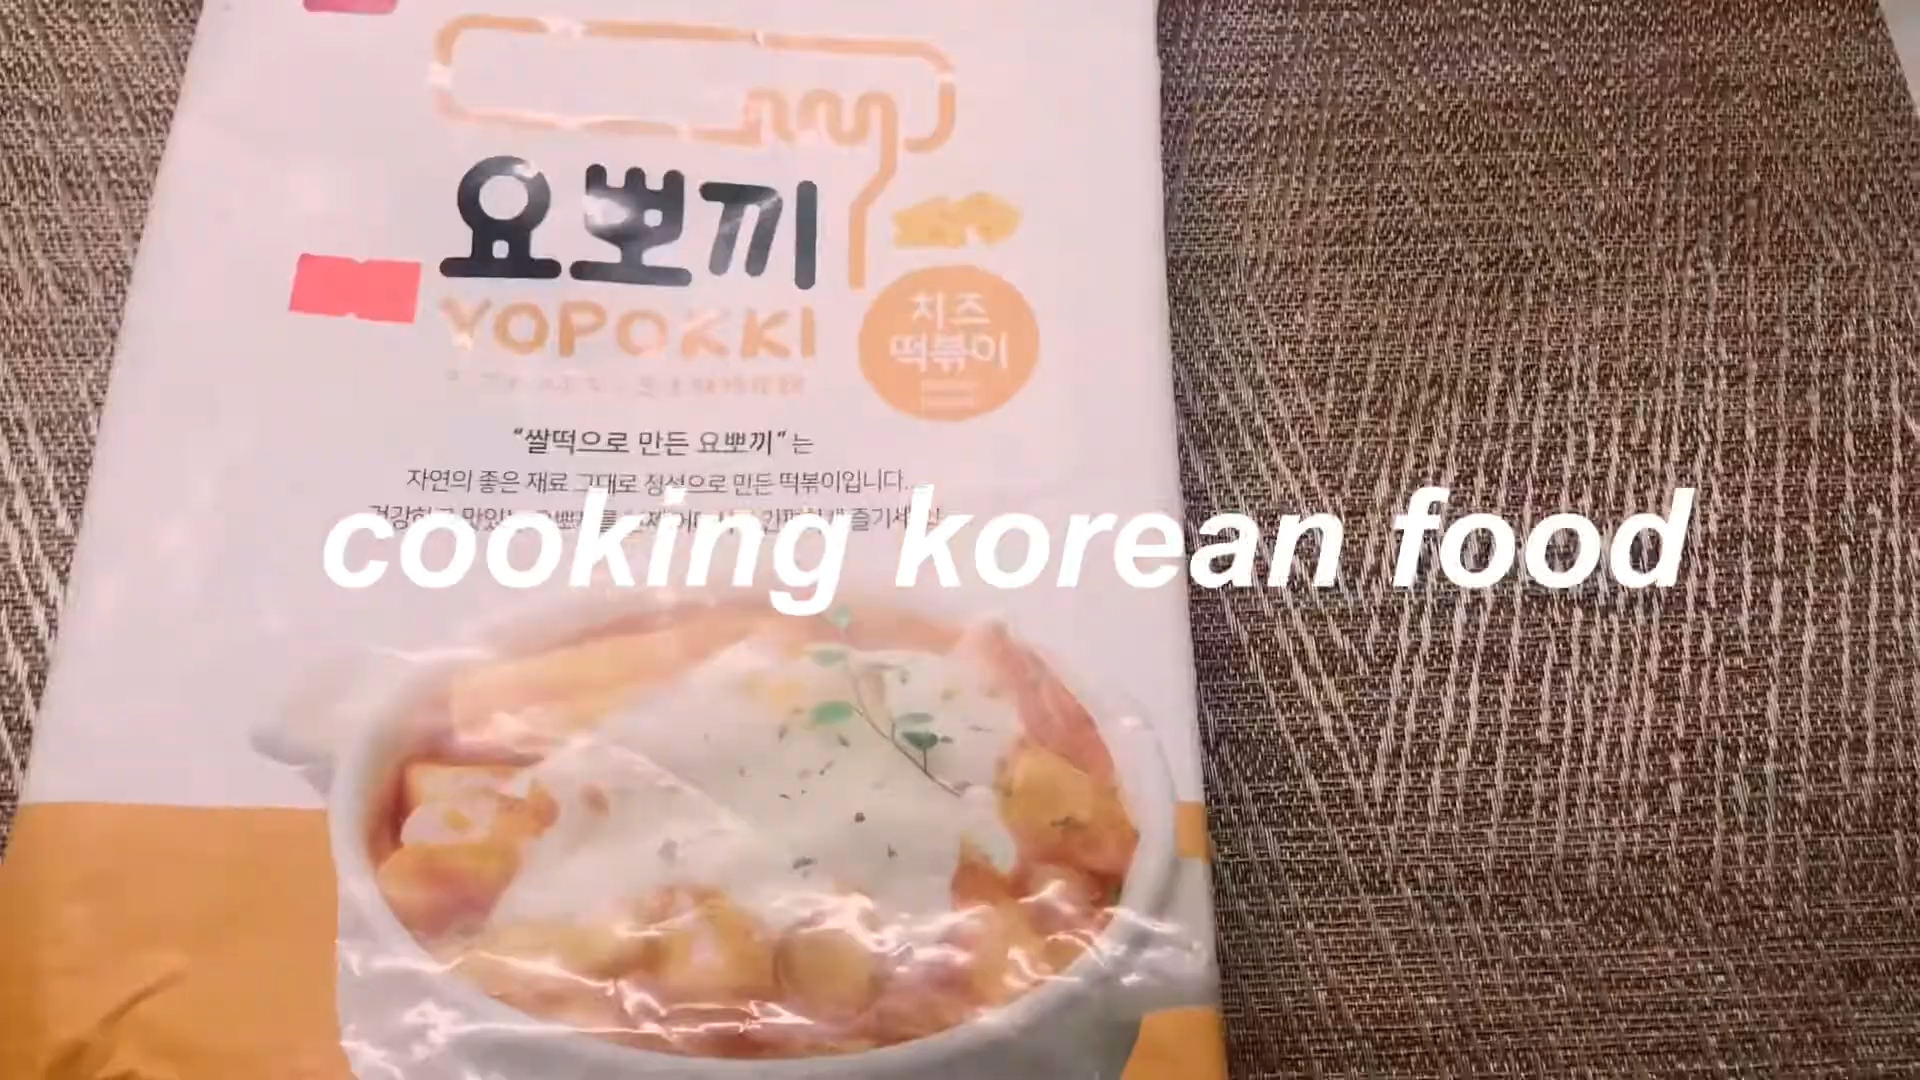 요뽀끼
YOPOKKI
치즈
떡볶이
“쌀떡으로 만든 요뽀끼”는
자연의 좋은 재료 그대로 정성으로 만든 떡볶이입니다.
cooking korean food